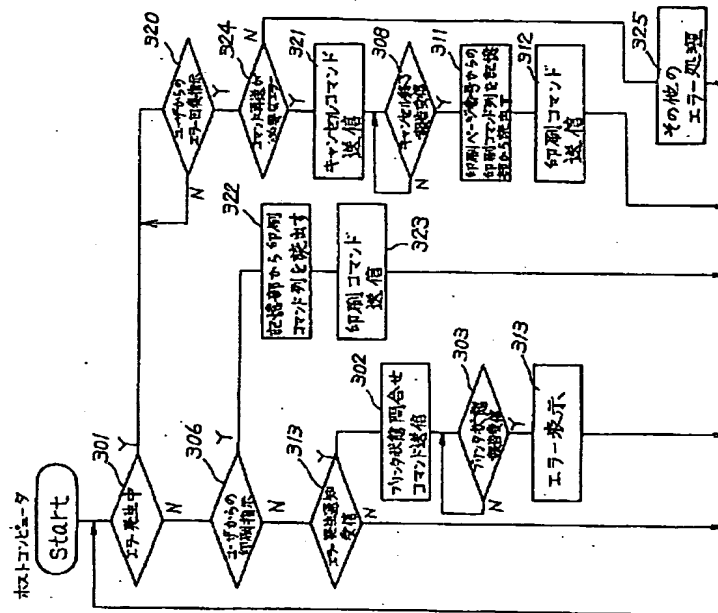 ホストコンピュータ
Start
エラー発生中
301
Y
N
ユーザからの
印刷指示
306
Y
N
エラー発生通知
受信
313
Y
N
プリンタ状態問合せ
コマンド送信
302
プリンタ状態
報告受信
303
Y
N
エラー表示
313
記憶部から印刷
コマンド列を読出す
322
印刷コマンド
送信
323
ユーザからの
エラー回復指示
320
Y
N
コマンド再送が
必要なエラー
324
Y
N
キャンセルコマンド
送信
321
キャンセル終了
報告受信
308
Y
N
印刷ページ番号からの
印刷コマンド列を記憶
部から読出す
311
印刷コマンド
送信
312
その他の
エラー処理
325